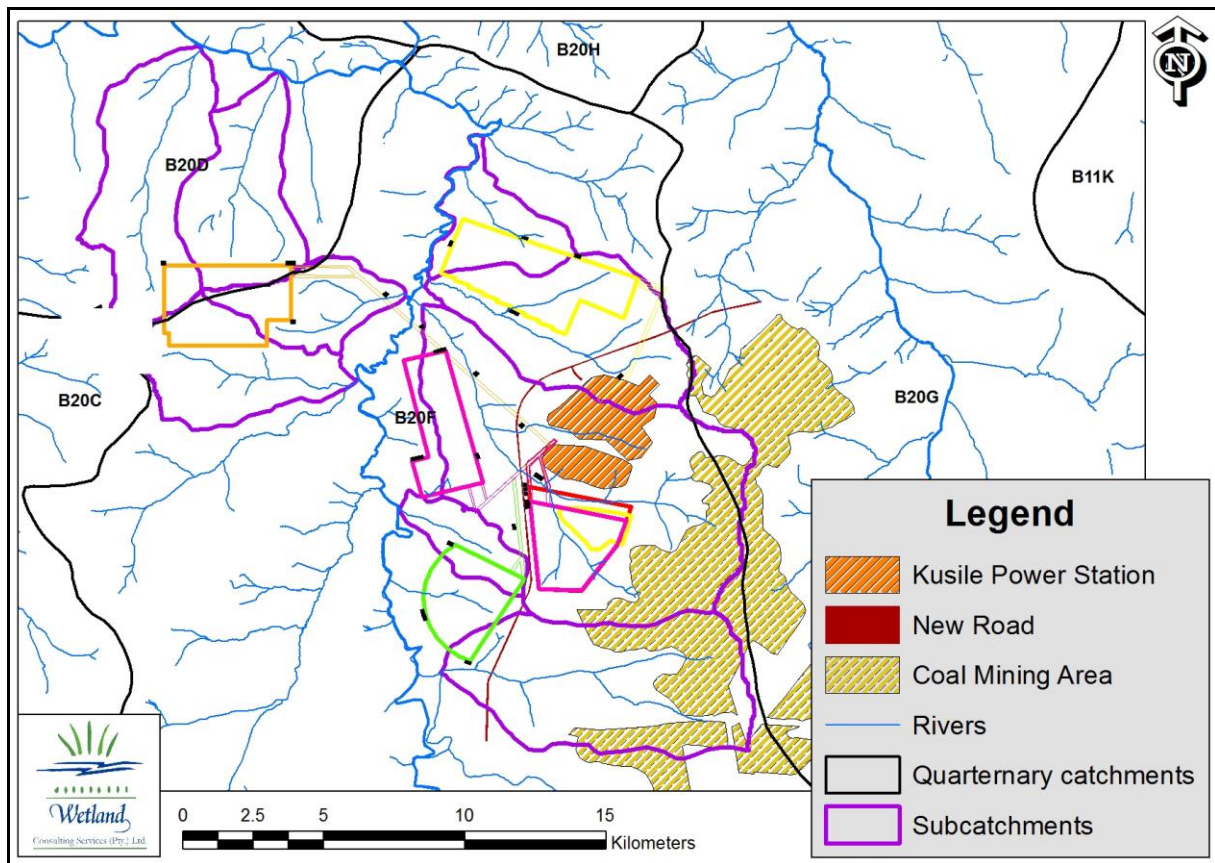 B20H
N
B20D
B11K
B20C
B20F
B20G
Legend
Kusile Power Station
New Road
Coal Mining Area
Rivers
Quarternary catchments
Subcatchments
Wetland
Consulting Services (Pty.) Ltd.
0 2.5 5 10 15
Kilometers